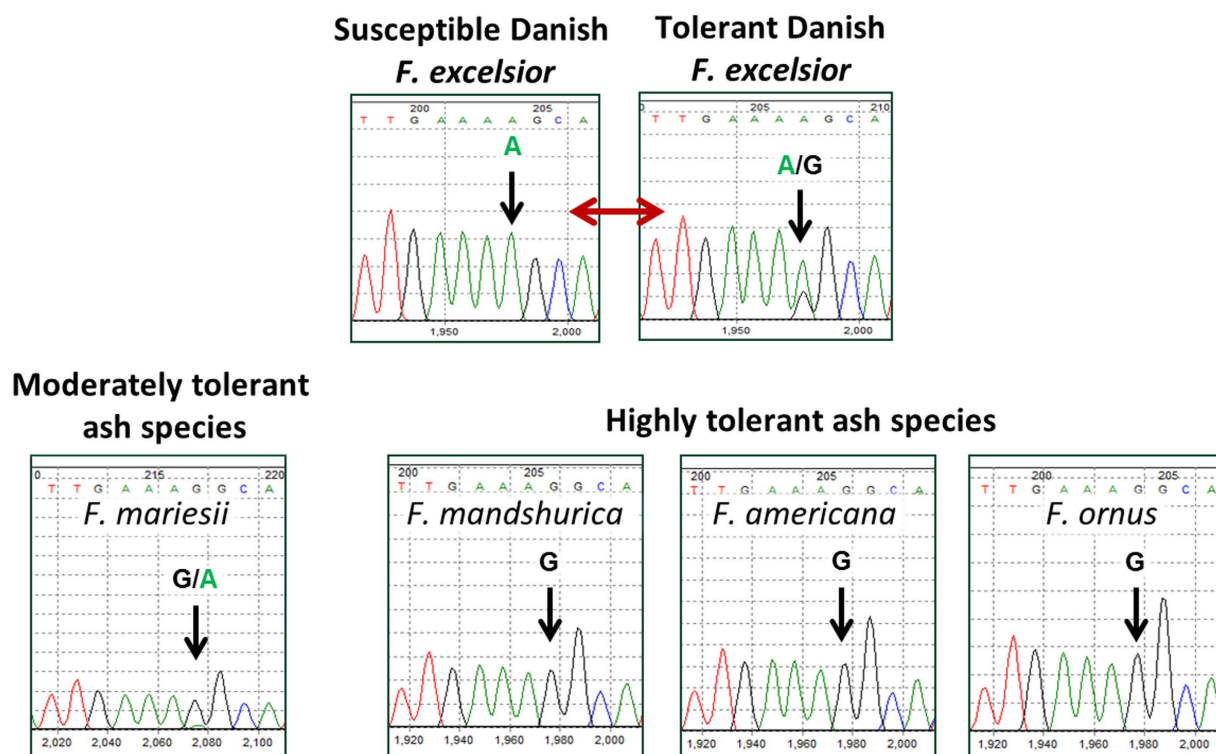 Susceptible Danish
F. excelsior
Tolerant Danish
F. excelsior
200 205
T T G A A A A G C A
A
1,950 2,000
0 205 210
T T G A A A A G C A
A/G
1,950 2,000
Moderately tolerant
ash species
Highly tolerant ash species
0 215 220
T T G A A A G G C A
F. mariesii
G/A
2,020 2,040 2,060 2,080 2,100
200 205
T T G A A A G G C A
F. mandshurica
G
1,920 1,940 1,960 1,980 2,000
200 205
T T G A A A G G C A
F. americana
G
1,920 1,940 1,960 1,980 2,000
200 205
T T G A A A G G C A
F. ornus
G
1,920 1,940 1,960 1,980 2,000